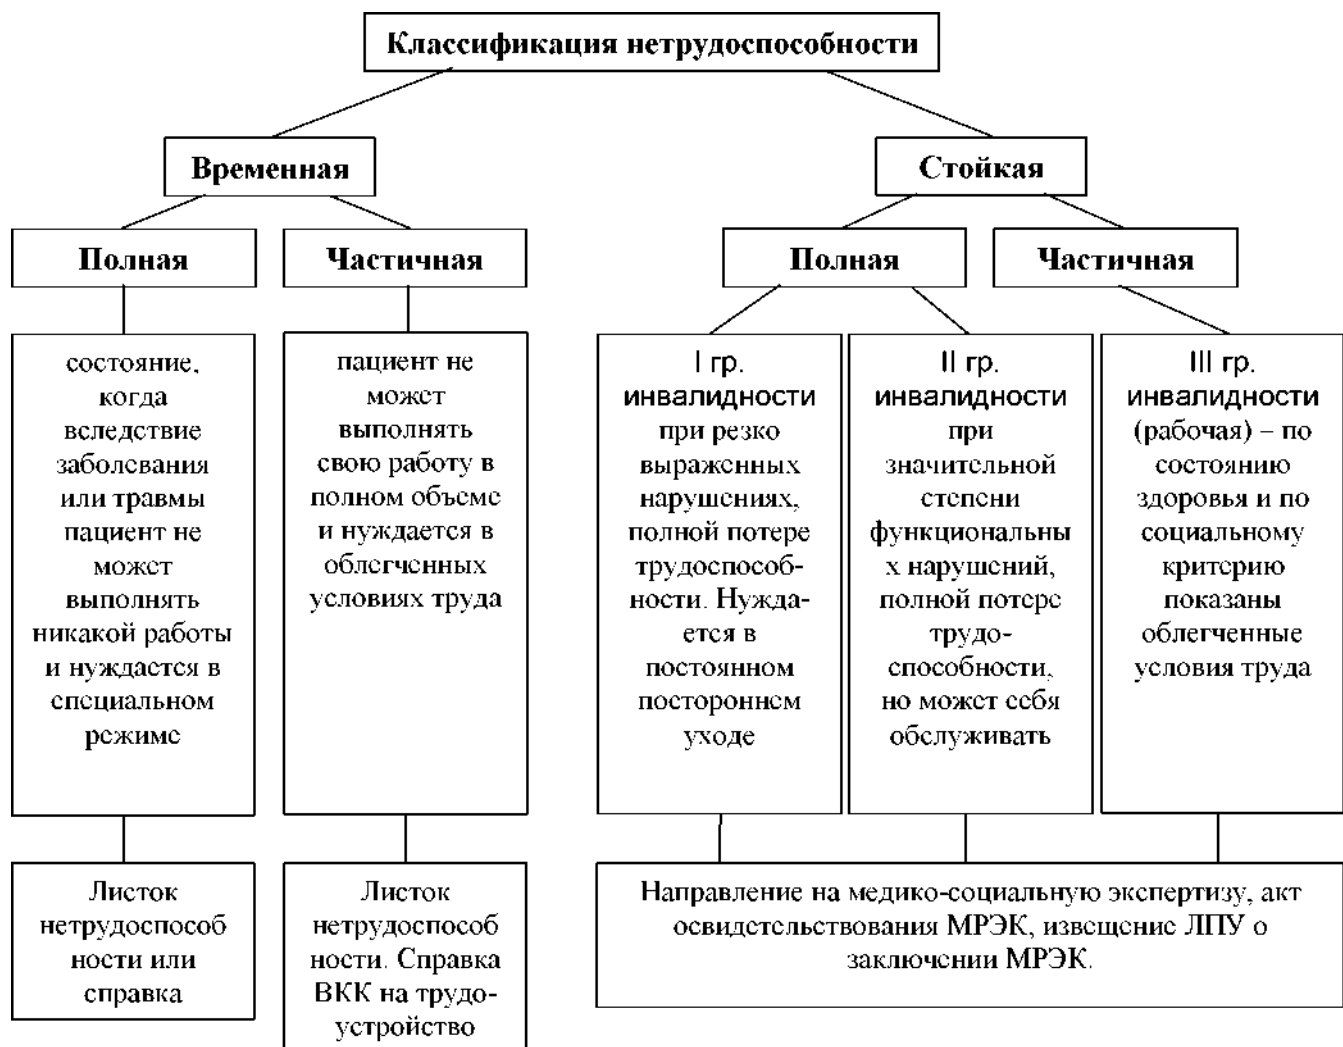 Классификация нетрудоспособности
Временная
Стойкая
Полная
Частичная
Полная
Частичная
состояние,
когда
вследствие
заболевания
или травмы
пациент не
может
выполнять
никакой работы
и нуждается в
специальном
режиме
пациент не
может
выполнять
свою работу в
полном объеме
и нуждается в
облегченных
условиях труда
I гр.
инвалидности
при резко
выраженных
нарушениях,
полной потере
трудоспособ-
ности. Нужда-
ется в
постоянном
постороннем
уходе
II гр.
инвалидности
при
значительной
степени
функциональны
х нарушений,
полной потере
трудо-
способности,
но может себя
обслуживать
III гр.
инвалидности
(рабочая) – по
состоянию
здоровья и по
социальному
критерию
показаны
облегченные
условия труда
Листок
нетрудоспособ
ности или
справка
Листок
нетрудоспособ
ности. Справка
ВКК на трудо-
устройство
Направление на медико-социальную экспертизу, акт
освидетельствования МРЭК, извещение ЛПУ о
заключении МРЭК.